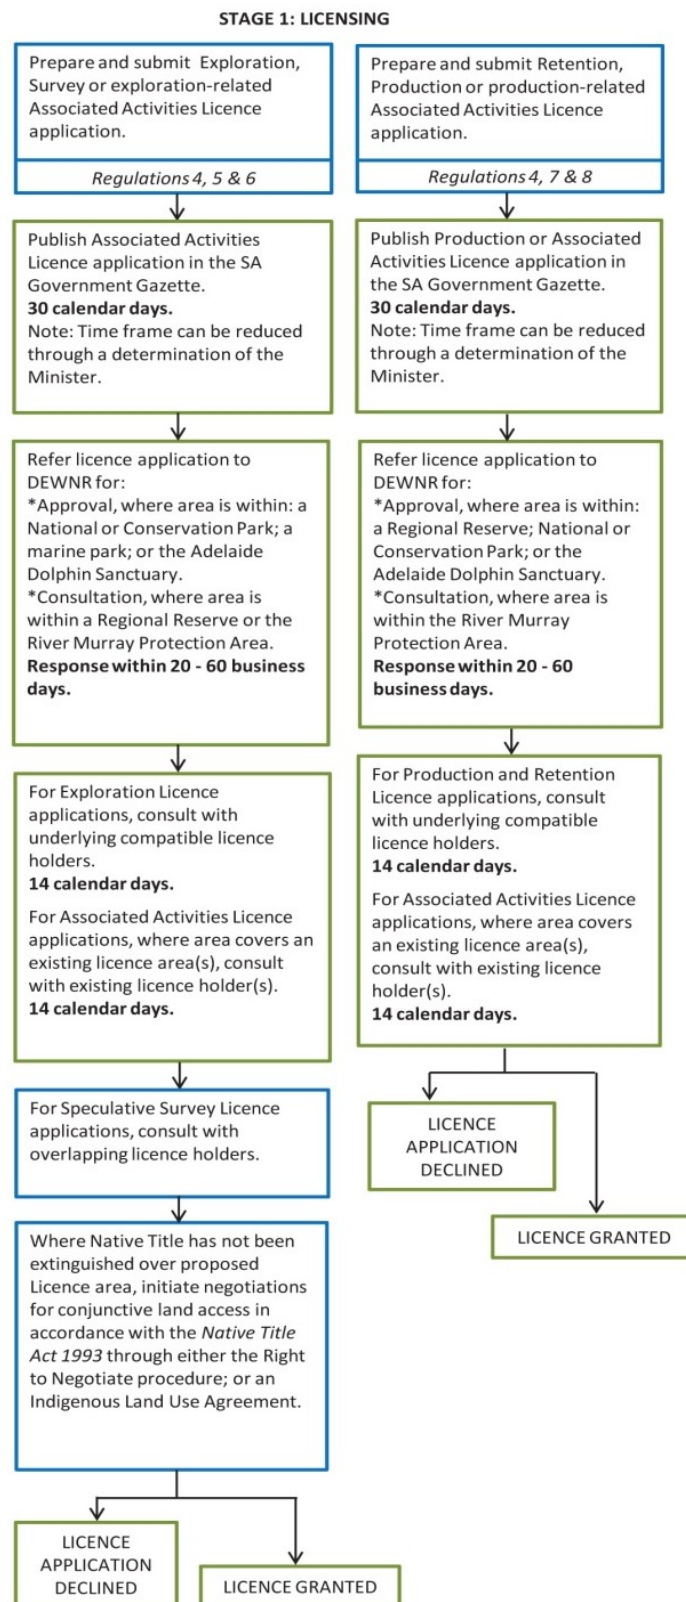 STAGE 1: LICENSING
Prepare and submit Exploration,
Survey or exploration-related
Associated Activities Licence
application.
Regulations 4, 5 & 6
Publish Associated Activities
Licence application in the SA
Government Gazette.
30 calendar days.
Note: Time frame can be reduced
through a determination of the
Minister.
Refer licence application to
DEWNR for:
*Approval, where area is within: a
National or Conservation Park; a
marine park; or the Adelaide
Dolphin Sanctuary.
*Consultation, where area is
within a Regional Reserve or the
River Murray Protection Area.
Response within 20 - 60 business
days.
For Exploration Licence
applications, consult with
underlying compatible licence
holders.
14 calendar days.
For Associated Activities Licence
applications, where area covers an
existing licence area(s), consult
with existing licence holder(s).
14 calendar days.
For Speculative Survey Licence
applications, consult with
overlapping licence holders.
Where Native Title has not been
extinguished over proposed
Licence area, initiate negotiations
for conjunctive land access in
accordance with the Native Title
Act 1993 through either the Right
to Negotiate procedure; or an
Indigenous Land Use Agreement.
LICENCE
APPLICATION
DECLINED
LICENCE GRANTED
Prepare and submit Retention,
Production or production-related
Associated Activities Licence
application.
Regulations 4, 7 & 8
Publish Production or Associated
Activities Licence application in
the SA Government Gazette.
30 calendar days.
Note: Time frame can be reduced
through a determination of the
Minister.
Refer licence application to
DEWNR for:
*Approval, where area is within:
a Regional Reserve; National or
Conservation Park; or the
Adelaide Dolphin Sanctuary.
*Consultation, where area is
within the River Murray
Protection Area.
Response within 20 - 60
business days.
For Production and Retention
Licence applications, consult
with underlying compatible
licence holders.
14 calendar days.
For Associated Activities Licence
applications, where area covers
an existing licence area(s),
consult with existing licence
holder(s).
14 calendar days.
LICENCE
APPLICATION
DECLINED
LICENCE GRANTED